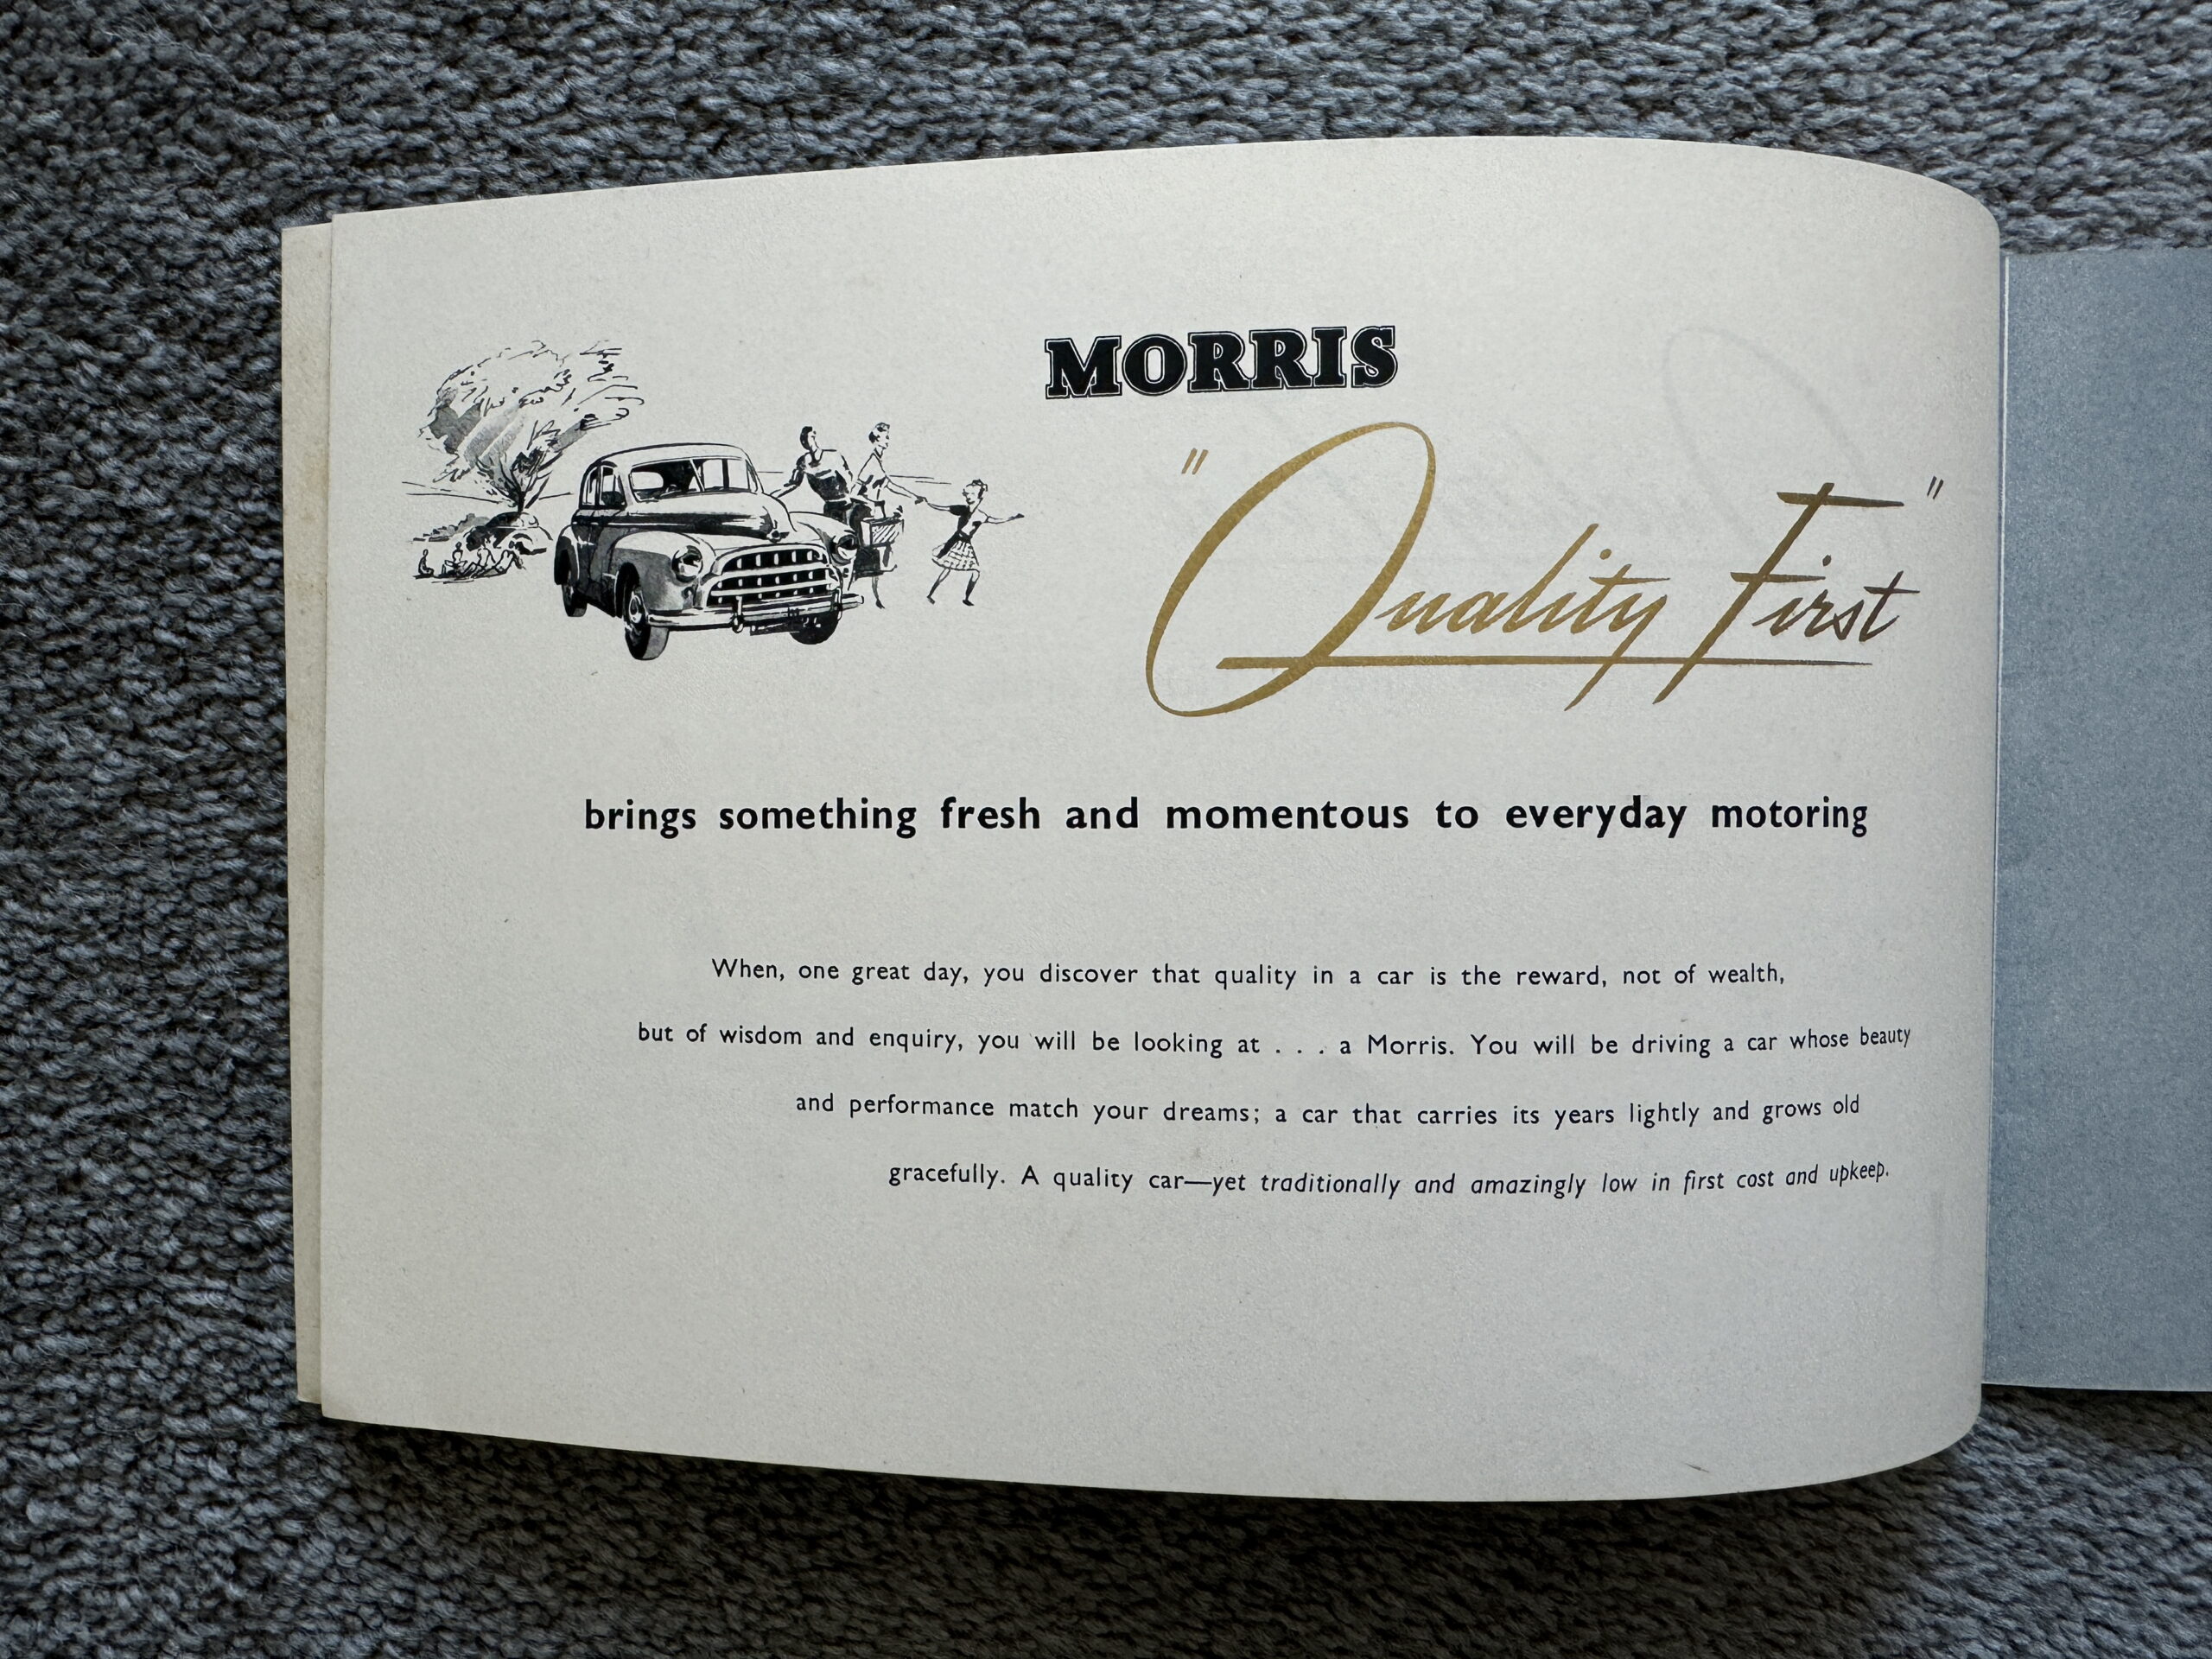 MORRIS
"Quality First"
brings something fresh and momentous to everyday motoring
When, one great day, you discover that quality in a car is the reward, not of wealth,
but of wisdom and enquiry, you will be looking at . . . a Morris. You will be driving a car whose beauty
and performance match your dreams; a car that carries its years lightly and grows old
gracefully. A quality car—yet traditionally and amazingly low in first cost and upkeep.